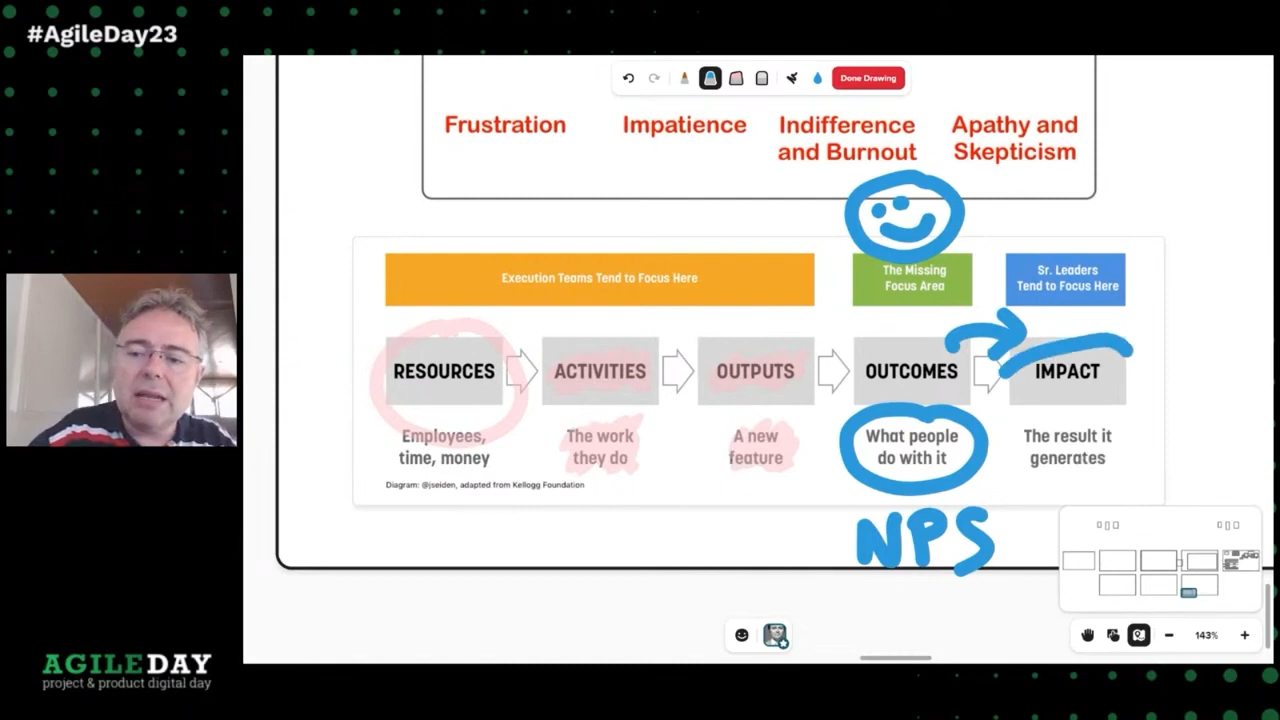 #AgileDay23
Done Drawing
Frustration
Impatience
Indifference
and Burnout
Apathy and
Skepticism
Execution Teams Tend to Focus Here
The Missing
Focus Area
Sr. Leaders
Tend to Focus Here
RESOURCES
ACTIVITIES
OUTPUTS
OUTCOMES
IMPACT
Employees,
time, money
The work
they do
A new
feature
What people
do with it
The result it
generates
Diagram: @jseiden, adapted from Kellogg Foundation
NPS
143%
AGILEDAY
project & product digital day